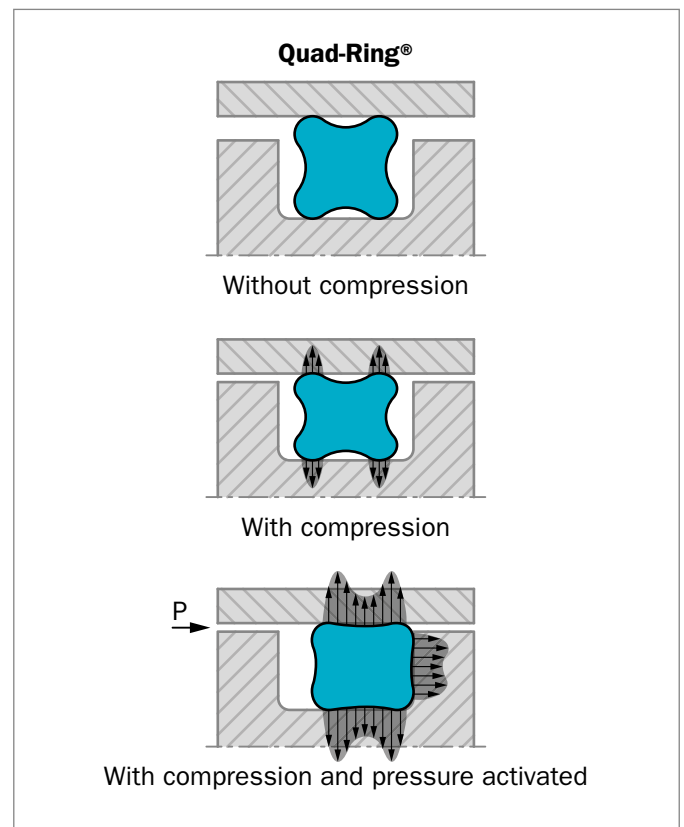 Quad-Ring®
Without compression
With compression
P
With compression and pressure activated